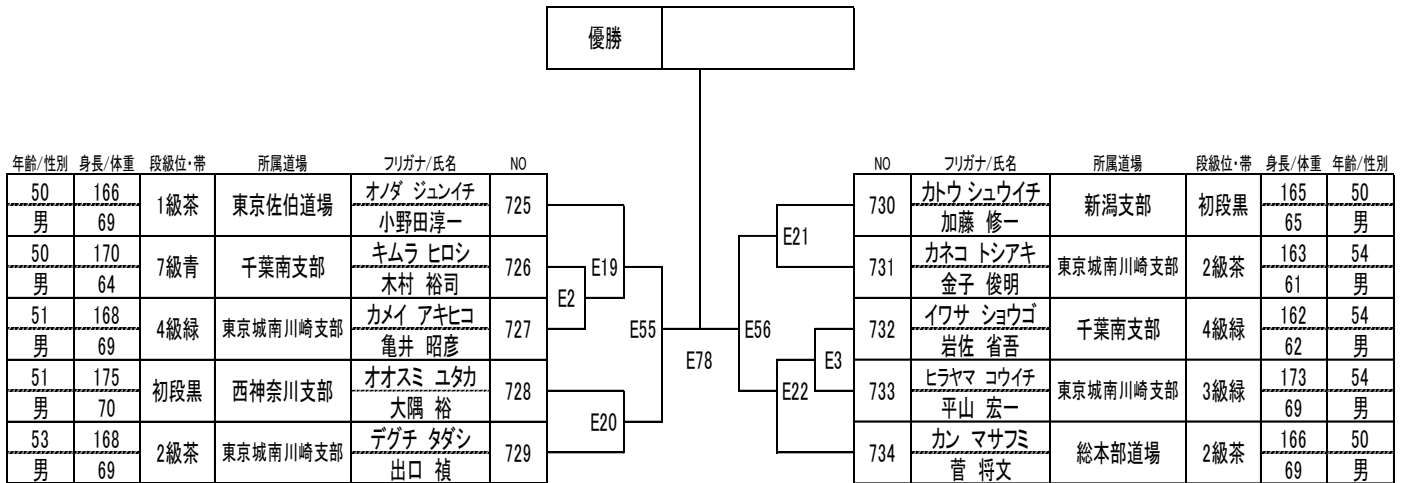 優勝
年齢/性別 身長/体重 段級位・帯 所属道場 フリガナ/氏名 NO
50 166 1級茶 東京佐伯道場 オノダ ジュンイチ 725
男 69 小野田淳一
50 170 7級青 千葉南支部 キムラ ヒロシ 726
男 64 木村 裕司
51 168 4級緑 東京城南川崎支部 カメイ アキヒコ 727
男 69 亀井 昭彦
51 175 初段黒 西神奈川支部 オオスミ ユタカ 728
男 70 大隅 裕
53 168 2級茶 東京城南川崎支部 デグチ タダシ 729
男 69 出口 禎
E19
E2
E55
E20
E78
E56
E21
E3
E22
NO フリガナ/氏名 所属道場 段級位・帯 身長/体重 年齢/性別
730 カトウ シュウイチ 新潟支部 初段黒 165 50
加藤 修一 65 男
731 カネコ トシアキ 東京城南川崎支部 2級茶 163 54
金子 俊明 61 男
732 イワサ ショウゴ 千葉南支部 4級緑 162 54
岩佐 省吾 62 男
733 ヒラヤマ コウイチ 東京城南川崎支部 3級緑 173 54
平山 宏一 69 男
734 カン マサフミ 総本部道場 2級茶 166 50
菅 将文 69 男